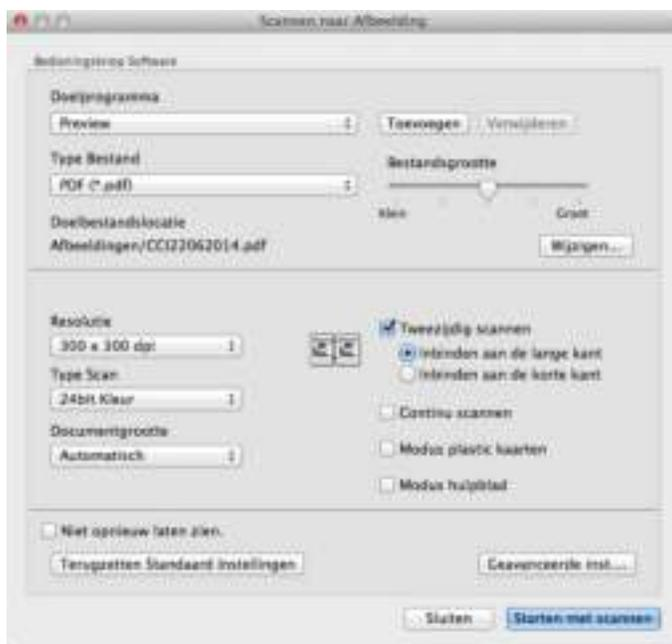 Scannen naar Afbeelding
Bedieningsknop Software
Doelprogramma
Preview
Toevoegen Verwijderen
Type Bestand
PDF (*.pdf)
Bestandsgrootte
Klein Groot
Doelbestandslocatie
Afbeeldingen/CCI22062014.pdf
Wijzigen...
Resolutie
300 x 300 dpi
Type Scan
24bit Kleur
Documentgrootte
Automatisch
Tweezijdig scannen
Inbinden aan de lange kant
Inbinden aan de korte kant
Continu scannen
Modus plastic kaarten
Modus hulpblad
Niet opnieuw laten zien.
Terugzetten Standaard Instellingen
Geavanceerde inst....
Sluiten Starten met scannen